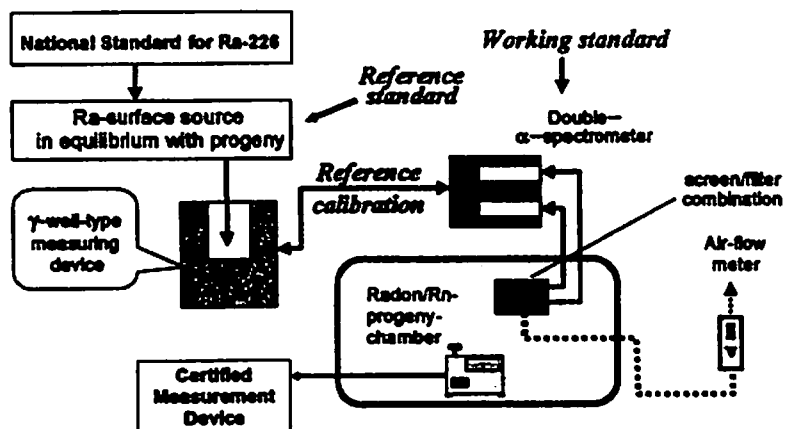 National Standard for Ra-226
Working standard
Reference
standard
Ra-surface source
in equilibrium with progeny
Double-
α-spectrometer
Reference
calibration
screen/filter
combination
γ-well-type
measuring
device
Air-flow
meter
Radon/Rn-
progeny-
chamber
Certified
Measurement
Device